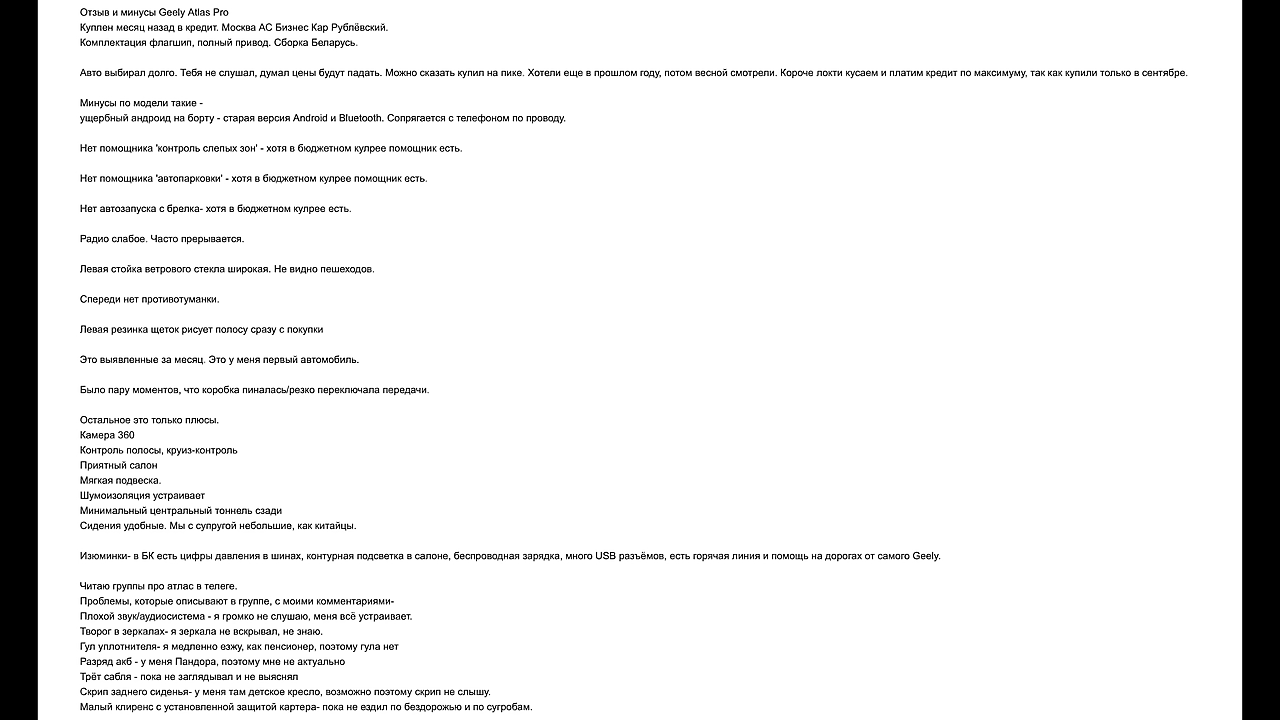 Отзыв и минусы Geely Atlas Pro
Куплен месяц назад в кредит. Москва АС Бизнес Кар Рублёвский.
Комплектация флагшип, полный привод. Сборка Беларусь.
Авто выбирал долго. Тебя не слушал, думал цены будут падать. Можно сказать купил на пике. Хотели еще в прошлом году, потом весной смотрели. Короче локти кусаем и платим кредит по максимуму, так как купили только в сентябре.
Минусы по модели такие -
ущербный андроид на борту - старая версия Android и Bluetooth. Сопрягается с телефоном по проводу.
Нет помощника 'контроль слепых зон' - хотя в бюджетном кулрее помощник есть.
Нет помощника 'автопарковки' - хотя в бюджетном кулрее помощник есть.
Нет автозапуска с брелка- хотя в бюджетном кулрее есть.
Радио слабое. Часто прерывается.
Левая стойка ветрового стекла широкая. Не видно пешеходов.
Спереди нет противотуманки.
Левая резинка щеток рисует полосу сразу с покупки
Это выявленные за месяц. Это у меня первый автомобиль.
Было пару моментов, что коробка пиналась/резко переключала передачи.
Остальное это только плюсы.
Камера 360
Контроль полосы, круиз-контроль
Приятный салон
Мягкая подвеска.
Шумоизоляция устраивает
Минимальный центральный тоннель сзади
Сидения удобные. Мы с супругой небольшие, как китайцы.
Изюминки- в БК есть цифры давления в шинах, контурная подсветка в салоне, беспроводная зарядка, много USB разъёмов, есть горячая линия и помощь на дорогах от самого Geely.
Читаю группы про атлас в телеге.
Проблемы, которые описывают в группе, с моими комментариями-
Плохой звук/аудиосистема - я громко не слушаю, меня всё устраивает.
Творог в зеркалах- я зеркала не вскрывал, не знаю.
Гул уплотнителя- я медленно езжу, как пенсионер, поэтому гула нет
Разряд акб - у меня Пандора, поэтому мне не актуально
Трёт сабля - пока не заглядывал и не выяснял
Скрип заднего сиденья- у меня там детское кресло, возможно поэтому скрип не слышу.
Малый клиренс с установленной защитой картера- пока не ездил по бездорожью и по сугробам.